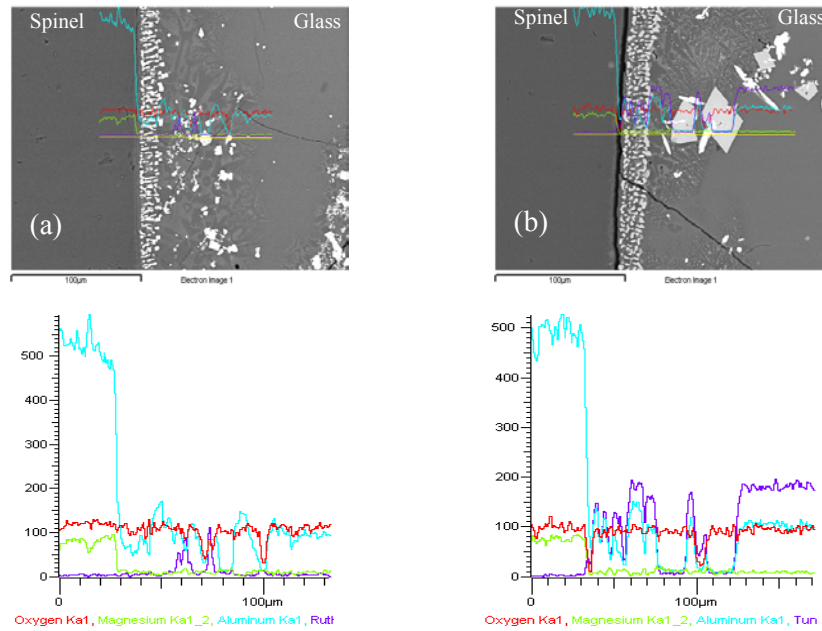 Spinel Glass
(a)
100µm Electron Image 1
Spinel Glass
(b)
100µm Electron Image 1
500
400
300
200
100
0
0 100µm
Oxygen Ka1, Magnesium Ka1_2, Aluminum Ka1, Ruth
500
400
300
200
100
0
0 100µm
Oxygen Ka1, Magnesium Ka1_2, Aluminum Ka1, Tun